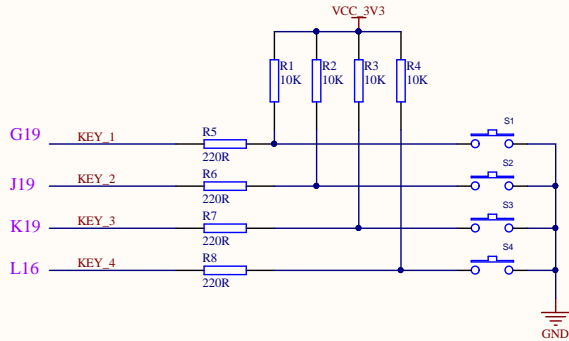 VCC_3V3
R1 R2 R3 R4
10K 10K 10K 10K
G19 KEY_1 R5 S1
220R
J19 KEY_2 R6 S2
220R
K19 KEY_3 R7 S3
220R
L16 KEY_4 R8 S4
220R
GND